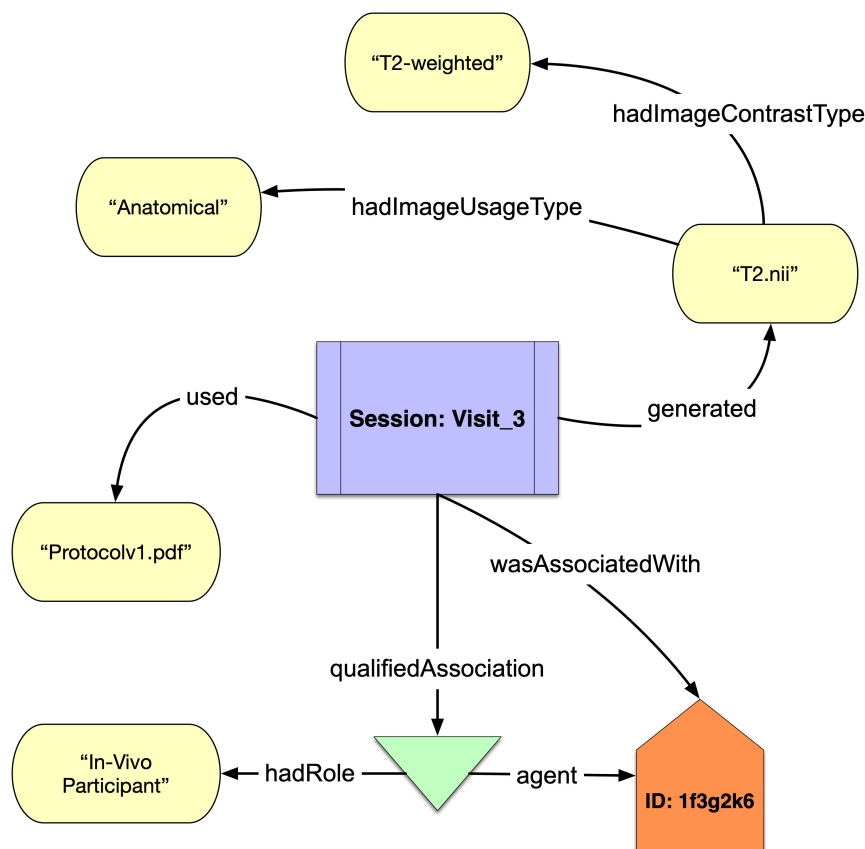 “T2-weighted”
hadImageContrastType
“Anatomical”
hadImageUsageType
“T2.nii”
used
Session: Visit_3
generated
“Protocolv1.pdf”
wasAssociatedWith
qualifiedAssociation
“In-Vivo
Participant”
hadRole
agent
ID: 1f3g2k6